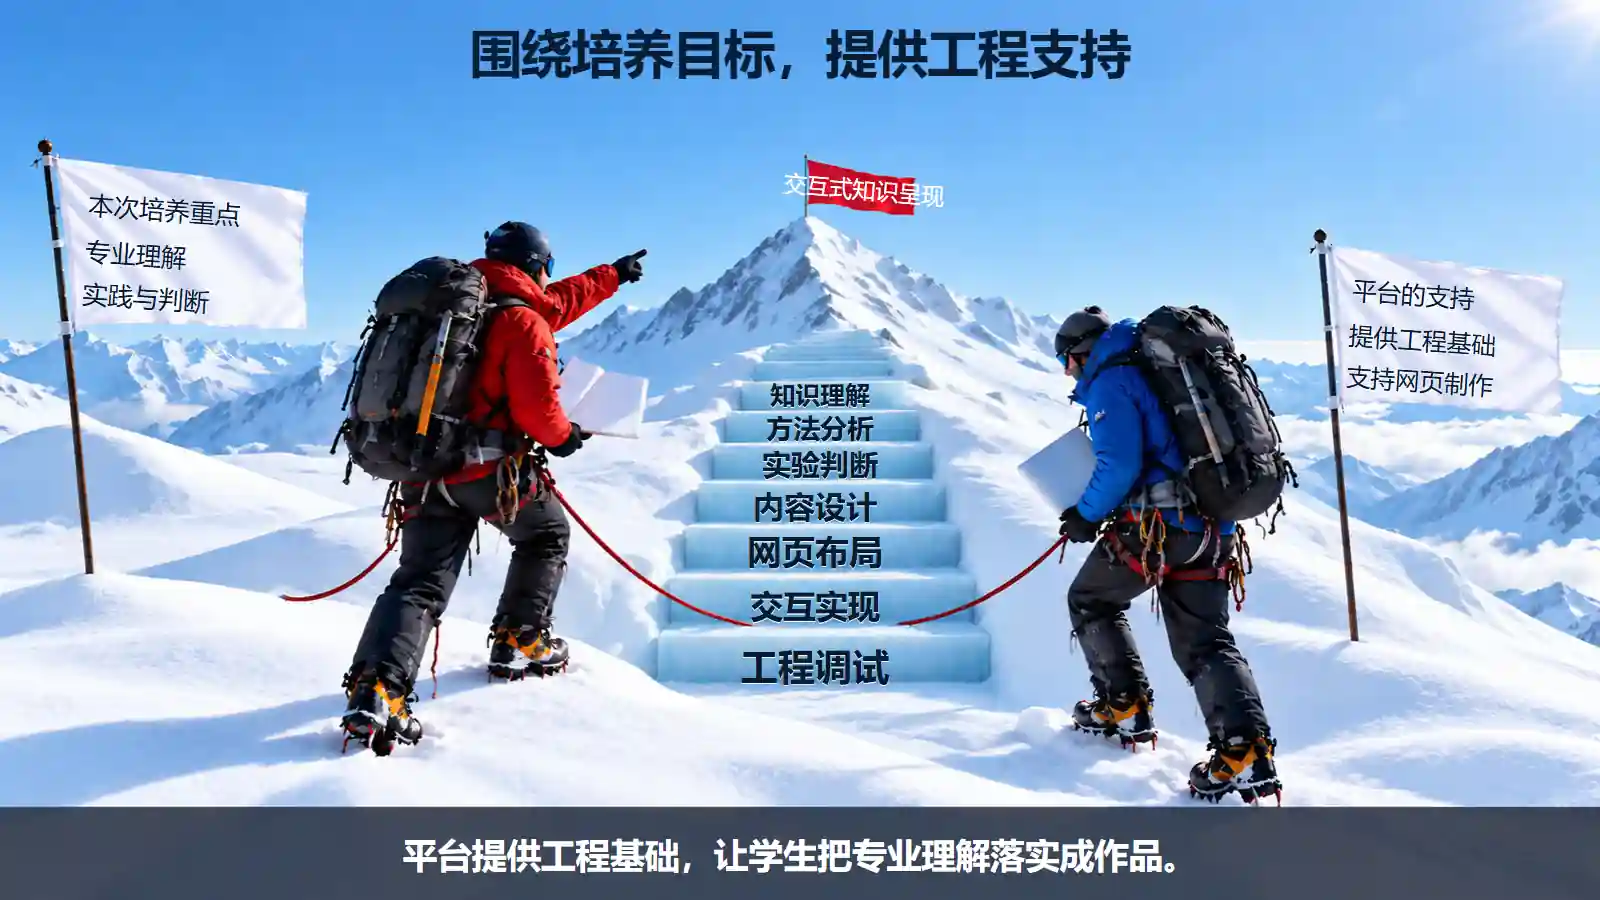 围绕培养目标，提供工程支持
交互式知识呈现
本次培养重点
专业理解
实践与判断
平台的支持
提供工程基础
支持网页制作
知识理解
方法分析
实验判断
内容设计
网页布局
交互实现
工程调试
平台提供工程基础，让学生把专业理解落实成作品。